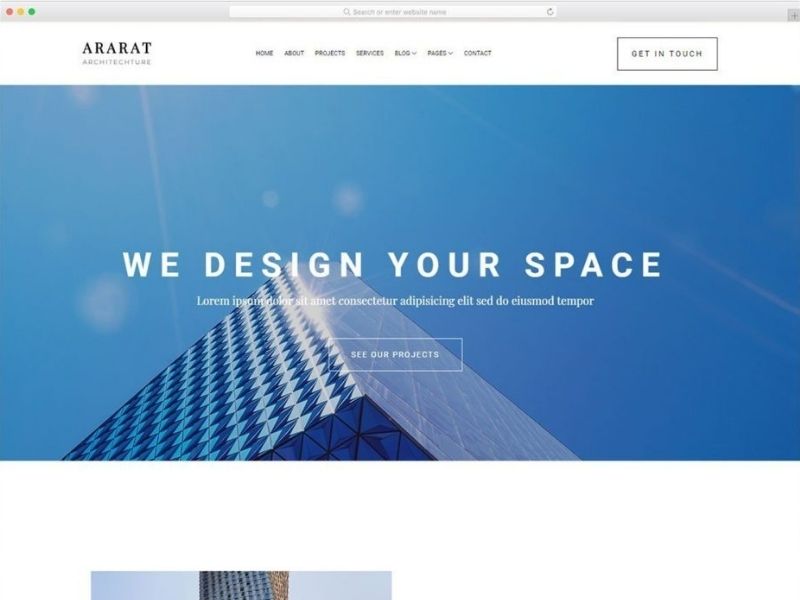 Search or enter website name
ARARAT
ARCHITECHTURE
HOME ABOUT PROJECTS SERVICES BLOG PAGES CONTACT
GET IN TOUCH
WE DESIGN YOUR SPACE
Lorem ipsum dolor sit amet consectetur adipisicing elit sed do eiusmod tempor
SEE OUR PROJECTS